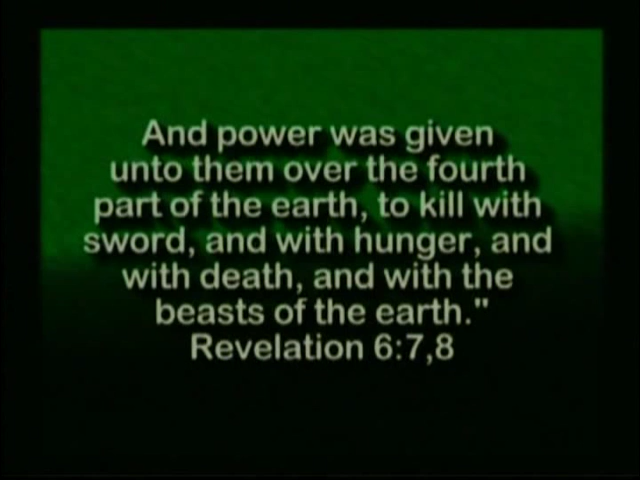 And power was given
unto them over the fourth
part of the earth, to kill with
sword, and with hunger, and
with death, and with the
beasts of the earth."
Revelation 6:7,8